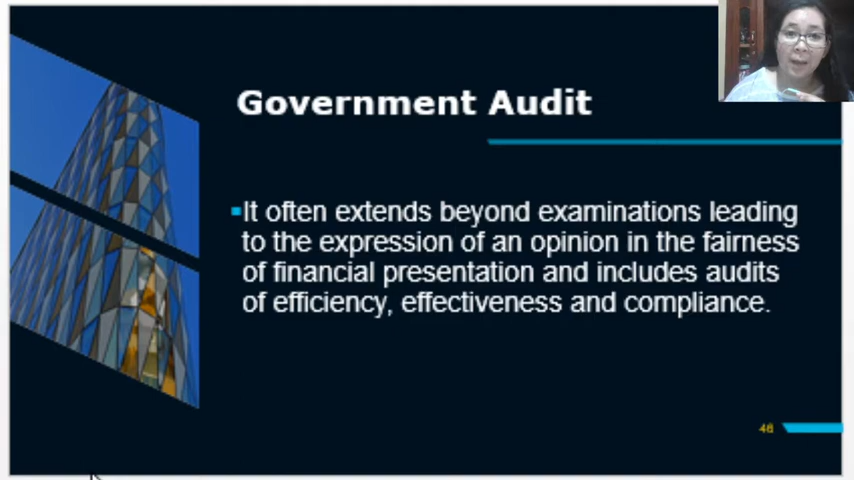 Government Audit
It often extends beyond examinations leading
to the expression of an opinion in the fairness
of financial presentation and includes audits
of efficiency, effectiveness and compliance.
46